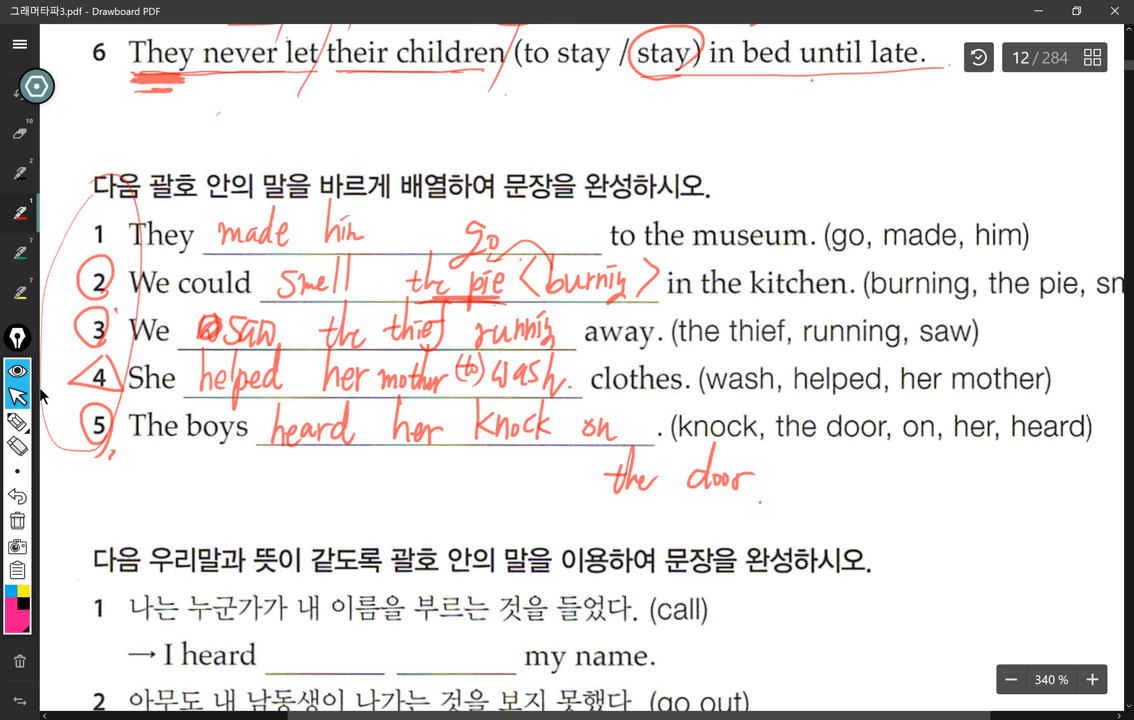 그래머타파3.pdf - Drawboard PDF
6 They never let their children (to stay / stay) in bed until late.
12 / 284
다음 괄호 안의 말을 바르게 배열하여 문장을 완성하시오.
1 They made him go to the museum. (go, made, him)
2 We could smell the pie <burning> in the kitchen. (burning, the pie, sm
3 We saw the thief running away. (the thief, running, saw)
4 She helped her mother (to) wash. clothes. (wash, helped, her mother)
5 The boys heard her knock on . (knock, the door, on, her, heard)
the door.
다음 우리말과 뜻이 같도록 괄호 안의 말을 이용하여 문장을 완성하시오.
1 나는 누군가가 내 이름을 부르는 것을 들었다. (call)
→ I heard my name.
2 아무도 내 남동생이 나가는 것을 보지 못했다. (go out)
340 %
10
2
1
7
7